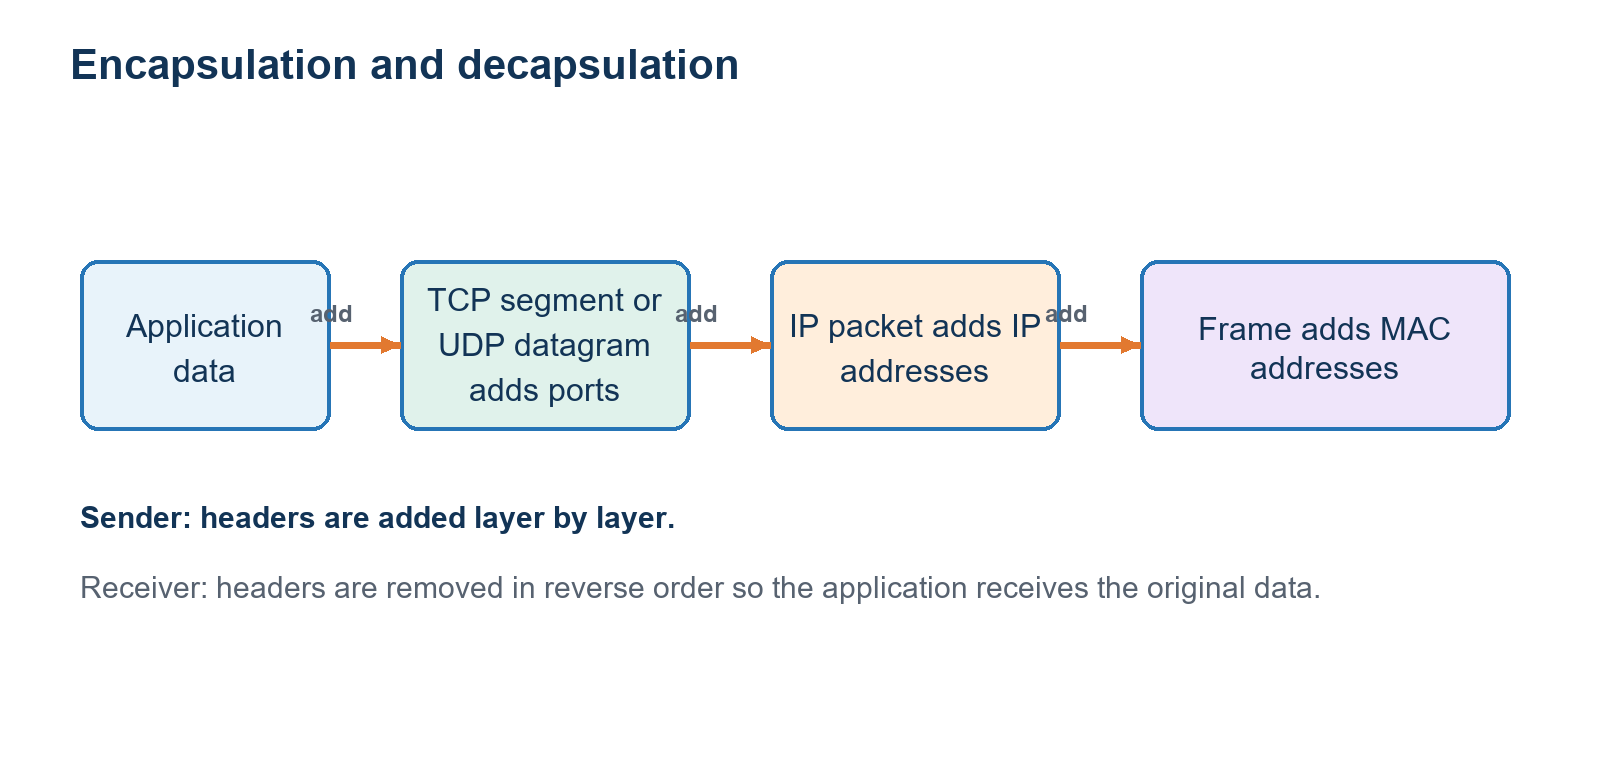 Encapsulation and decapsulation
Application
data
add
TCP segment or
UDP datagram
adds ports
add
IP packet adds IP
addresses
add
Frame adds MAC
addresses
Sender: headers are added layer by layer.
Receiver: headers are removed in reverse order so the application receives the original data.